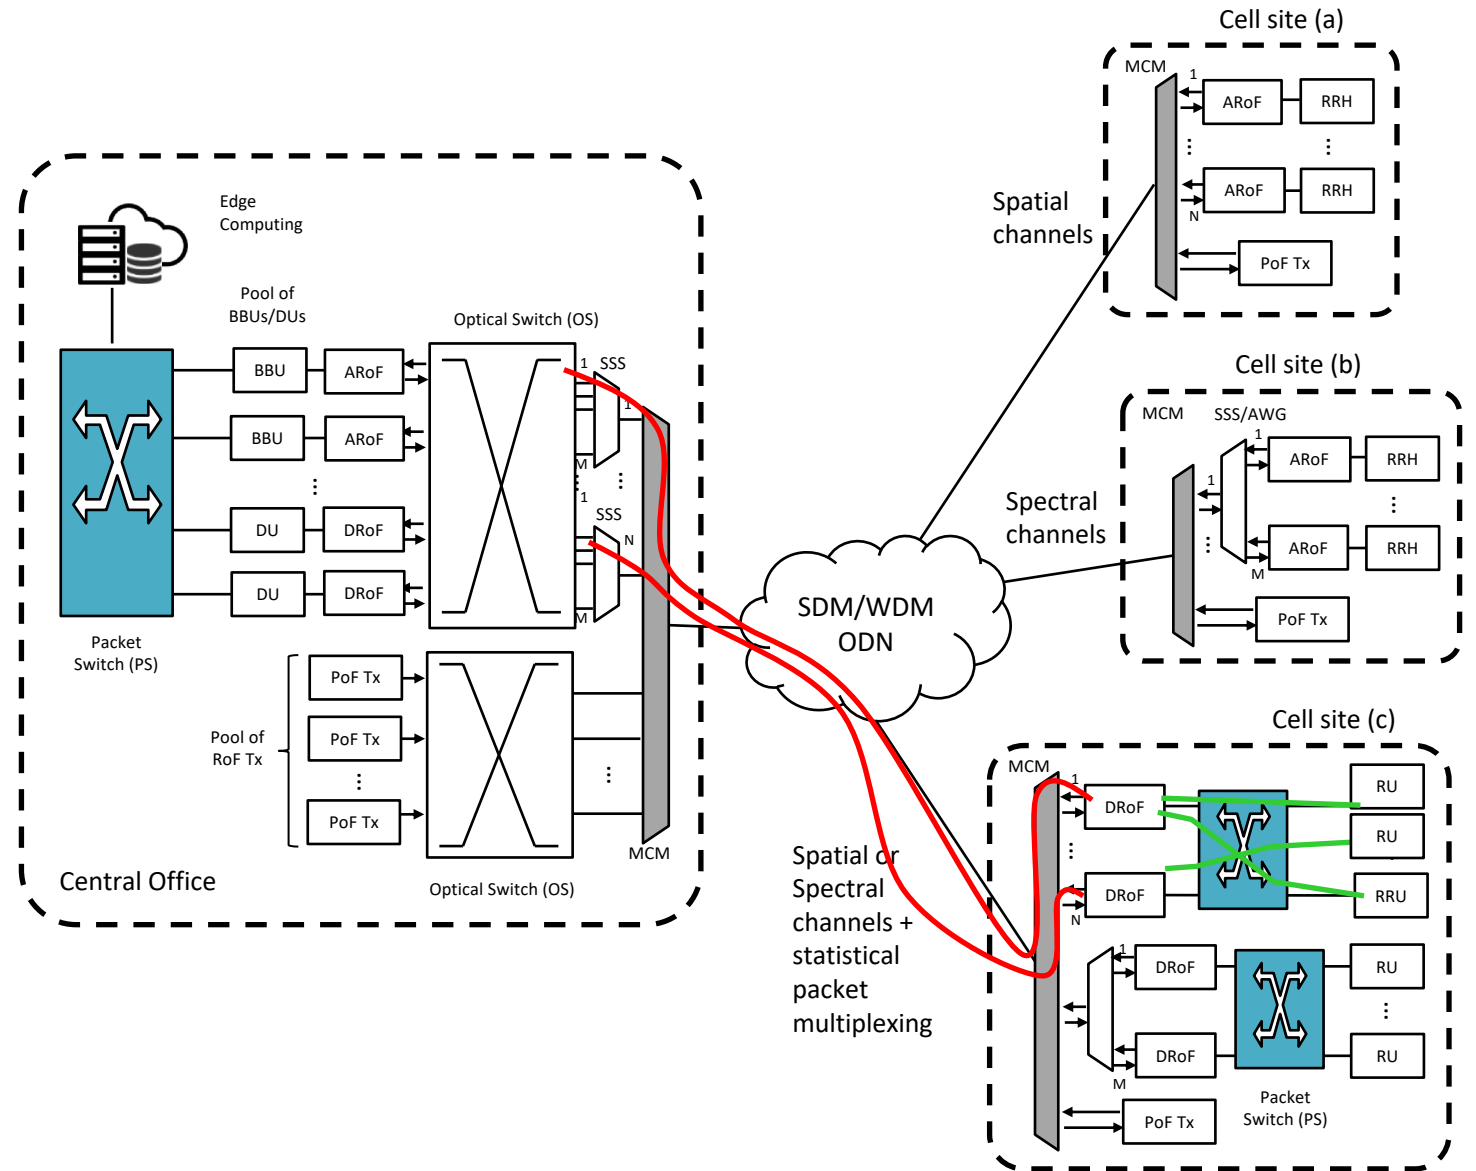 Cell site (a)
MCM
1
ARoF
RRH
⋮
⋮
ARoF
RRH
N
PoF Tx
Spatial
channels
Edge
Computing
Pool of
BBUs/DUs
Optical Switch (OS)
BBU
ARoF
BBU
ARoF
⋮
⋮
DU
DRoF
DU
DRoF
1
SSS
1
M
⋮
⋮
1
SSS
N
M
Packet
Switch (PS)
PoF Tx
PoF Tx
⋮
PoF Tx
Pool of
RoF Tx
⋮
MCM
Optical Switch (OS)
Central Office
SDM/WDM
ODN
Cell site (b)
MCM
SSS/AWG
1
ARoF
RRH
1
⋮
⋮
ARoF
RRH
M
PoF Tx
Spectral
channels
Cell site (c)
MCM
1
DRoF
RU
RU
⋮
DRoF
RRU
N
1
DRoF
RU
⋮
DRoF
RU
M
PoF Tx
Packet
Switch (PS)
Spatial or
Spectral
channels +
statistical
packet
multiplexing